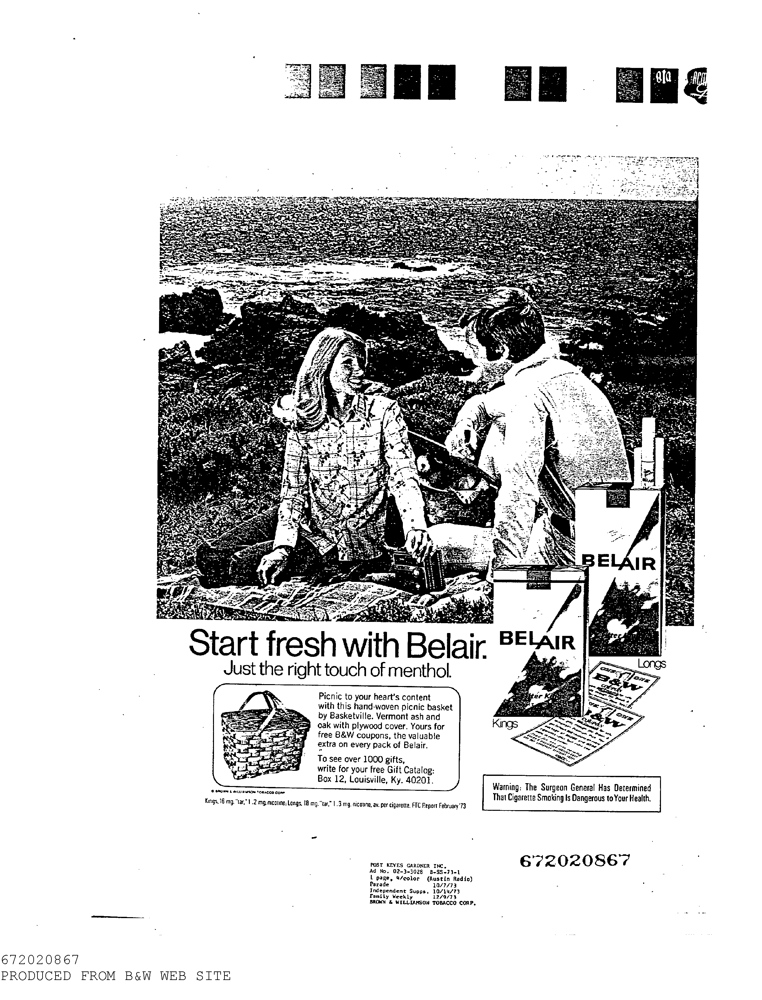 Start fresh with Belair.
Just the right touch of menthol.
BELAIR
BELAIR
Longs
Kings
B&W
B&W
Picnic to your heart's content
with this hand-woven picnic basket
by Basketville. Vermont ash and
oak with plywood cover. Yours for
free B&W coupons, the valuable
extra on every pack of Belair.
To see over 1000 gifts,
write for your free Gift Catalog:
Box 12, Louisville, Ky. 40201.
© BROWN & WILLIAMSON TOBACCO CORP
Kings, 16 mg. "tar," 1.2 mg. nicotine; Longs, 18 mg. "tar," 1.3 mg. nicotine, av. per cigarette. FTC Report February '73
Warning: The Surgeon General Has Determined
That Cigarette Smoking Is Dangerous to Your Health.
672020867
POST KEYES GARDNER INC.
Ad No. 02-3-3028 B-SS-73-1
1 page, 4/color (Austin Radio)
Parade 10/7/73
Independent Supps. 10/14/73
Family Weekly 12/9/73
BROWN & WILLIAMSON TOBACCO CORP.
672020867
PRODUCED FROM B&W WEB SITE